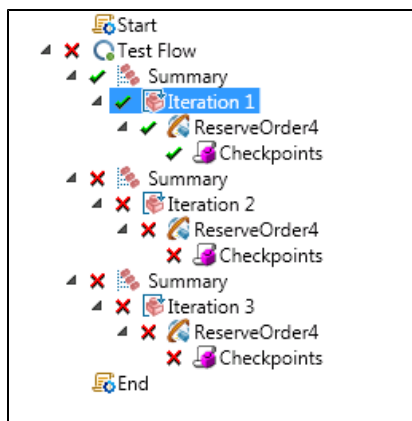 Start
Test Flow
Summary
Iteration 1
ReserveOrder4
Checkpoints
Summary
Iteration 2
ReserveOrder4
Checkpoints
Summary
Iteration 3
ReserveOrder4
Checkpoints
End